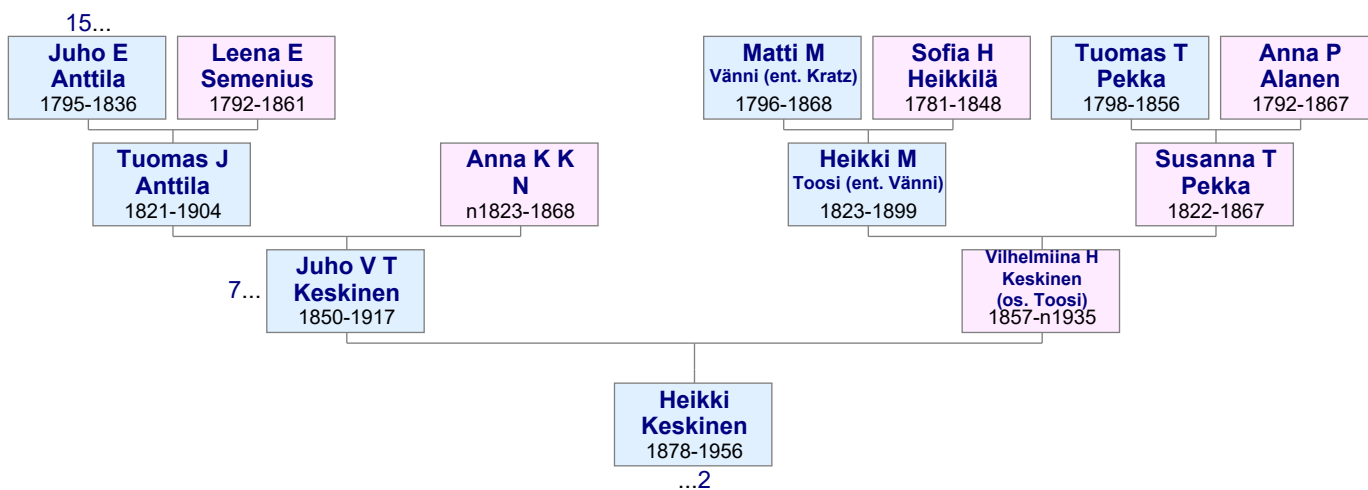 15...
Juho E
Anttila
1795-1836
Leena E
Semenius
1792-1861
Matti M
Vänni (ent. Kratz)
1796-1868
Sofia H
Heikkilä
1781-1848
Tuomas T
Pekka
1798-1856
Anna P
Alanen
1792-1867
Tuomas J
Anttila
1821-1904
Anna K K
N
n1823-1868
Heikki M
Toosi (ent. Vänni)
1823-1899
Susanna T
Pekka
1822-1867
7...
Juho V T
Keskinen
1850-1917
Vilhelmiina H
Keskinen
(os. Toosi)
1857-n1935
Heikki
Keskinen
1878-1956
...2